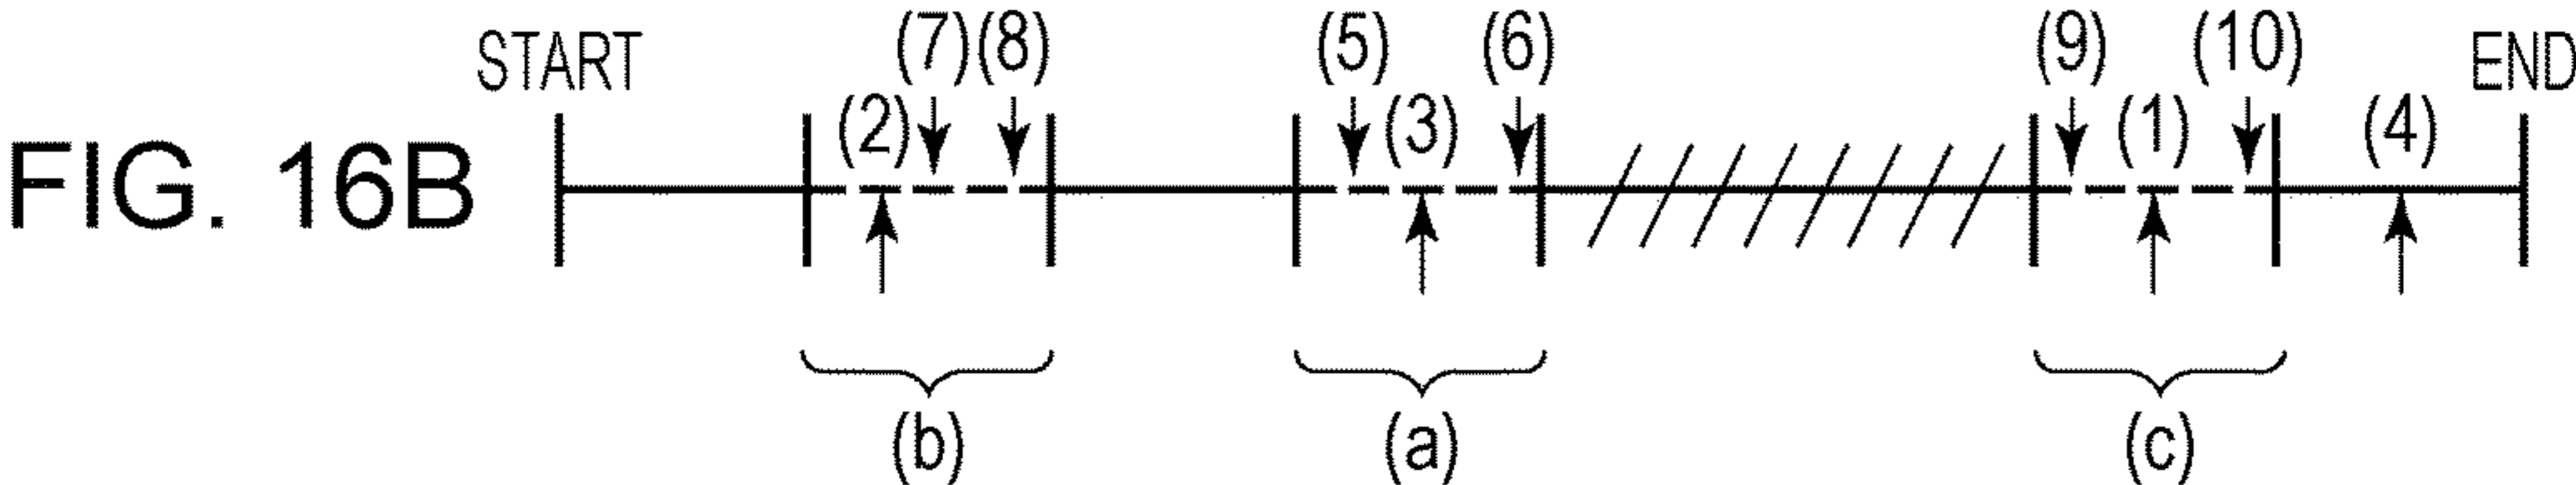 (7) (8) (5) (6) (9) (10)
START END
(2) (3) (1) (4)
FIG. 16B
(b) (a) (c)